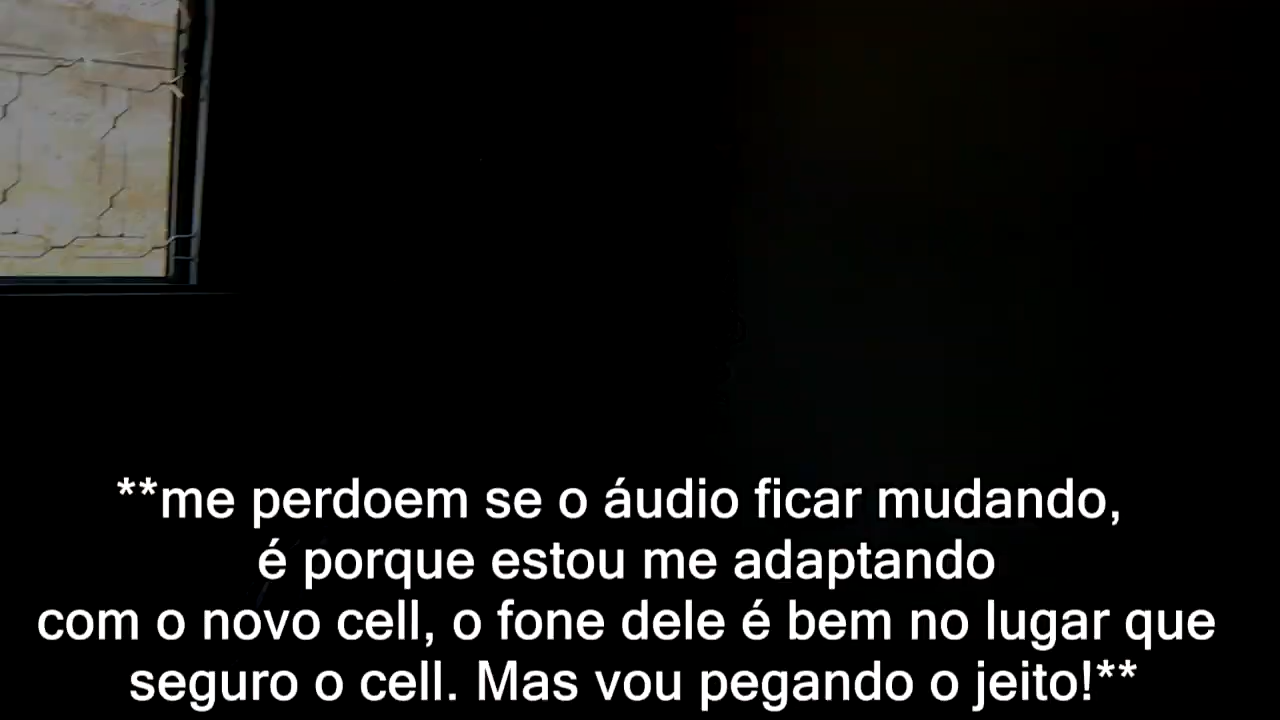 **me perdoem se o áudio ficar mudando,
é porque estou me adaptando
com o novo cell, o fone dele é bem no lugar que
seguro o cell. Mas vou pegando o jeito!**